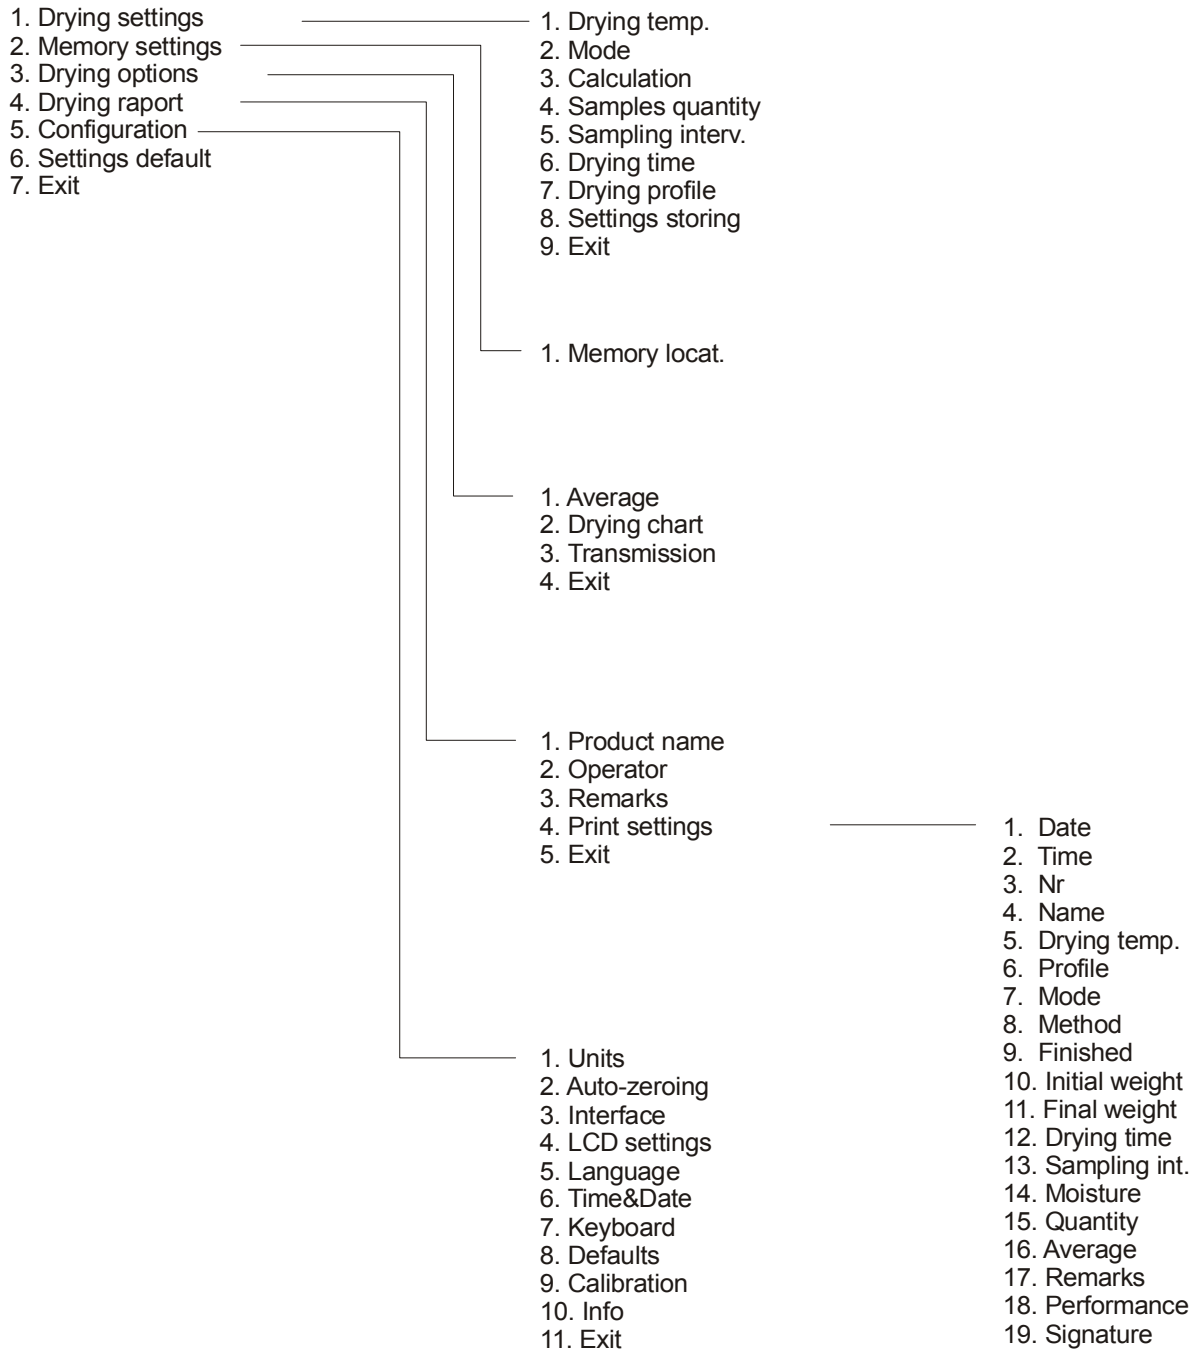 1. Drying settings
2. Memory settings
3. Drying options
4. Drying raport
5. Configuration
6. Settings default
7. Exit
1. Drying temp.
2. Mode
3. Calculation
4. Samples quantity
5. Sampling interv.
6. Drying time
7. Drying profile
8. Settings storing
9. Exit
1. Memory locat.
1. Average
2. Drying chart
3. Transmission
4. Exit
1. Product name
2. Operator
3. Remarks
4. Print settings
5. Exit
1. Date
2. Time
3. Nr
4. Name
5. Drying temp.
6. Profile
7. Mode
8. Method
9. Finished
10. Initial weight
11. Final weight
12. Drying time
13. Sampling int.
14. Moisture
15. Quantity
16. Average
17. Remarks
18. Performance
19. Signature
1. Units
2. Auto-zeroing
3. Interface
4. LCD settings
5. Language
6. Time&Date
7. Keyboard
8. Defaults
9. Calibration
10. Info
11. Exit